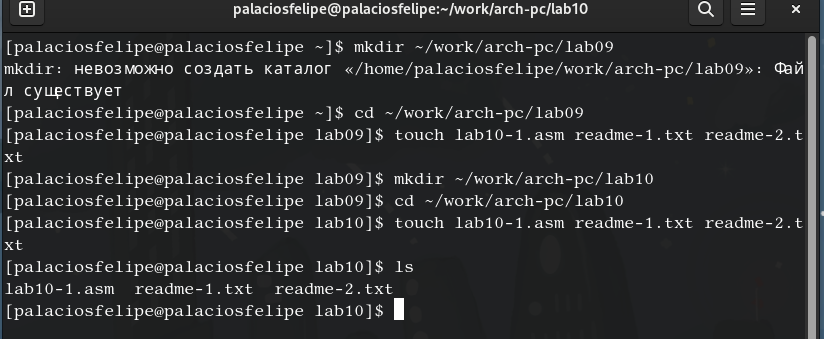 palaciosfelipe@palaciosfelipe:~/work/arch-pc/lab10
[palaciosfelipe@palaciosfelipe ~]$ mkdir ~/work/arch-pc/lab09
mkdir: невозможно создать каталог «/home/palaciosfelipe/work/arch-pc/lab09»: Фай
л существует
[palaciosfelipe@palaciosfelipe ~]$ cd ~/work/arch-pc/lab09
[palaciosfelipe@palaciosfelipe lab09]$ touch lab10-1.asm readme-1.txt readme-2.t
xt
[palaciosfelipe@palaciosfelipe lab09]$ mkdir ~/work/arch-pc/lab10
[palaciosfelipe@palaciosfelipe lab09]$ cd ~/work/arch-pc/lab10
[palaciosfelipe@palaciosfelipe lab10]$ touch lab10-1.asm readme-1.txt readme-2.t
xt
[palaciosfelipe@palaciosfelipe lab10]$ ls
lab10-1.asm  readme-1.txt  readme-2.txt
[palaciosfelipe@palaciosfelipe lab10]$